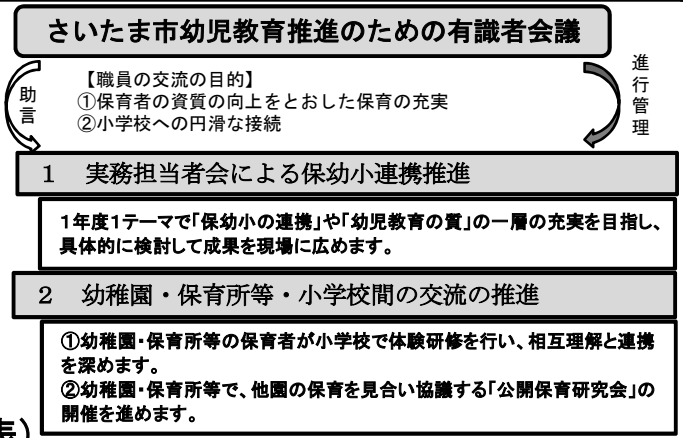 さいたま市幼児教育推進のための有識者会議
助言
【職員の交流の目的】
①保育者の資質の向上をとおした保育の充実
②小学校への円滑な接続
進行管理
1 実務担当者会による保幼小連携推進
1年度1テーマで「保幼小の連携」や「幼児教育の質」の一層の充実を目指し、
具体的に検討して成果を現場に広めます。
2 幼稚園・保育所等・小学校間の交流の推進
①幼稚園・保育所等の保育者が小学校で体験研修を行い、相互理解と連携
を深めます。
②幼稚園・保育所等で、他園の保育を見合い協議する「公開保育研究会」の
開催を進めます。